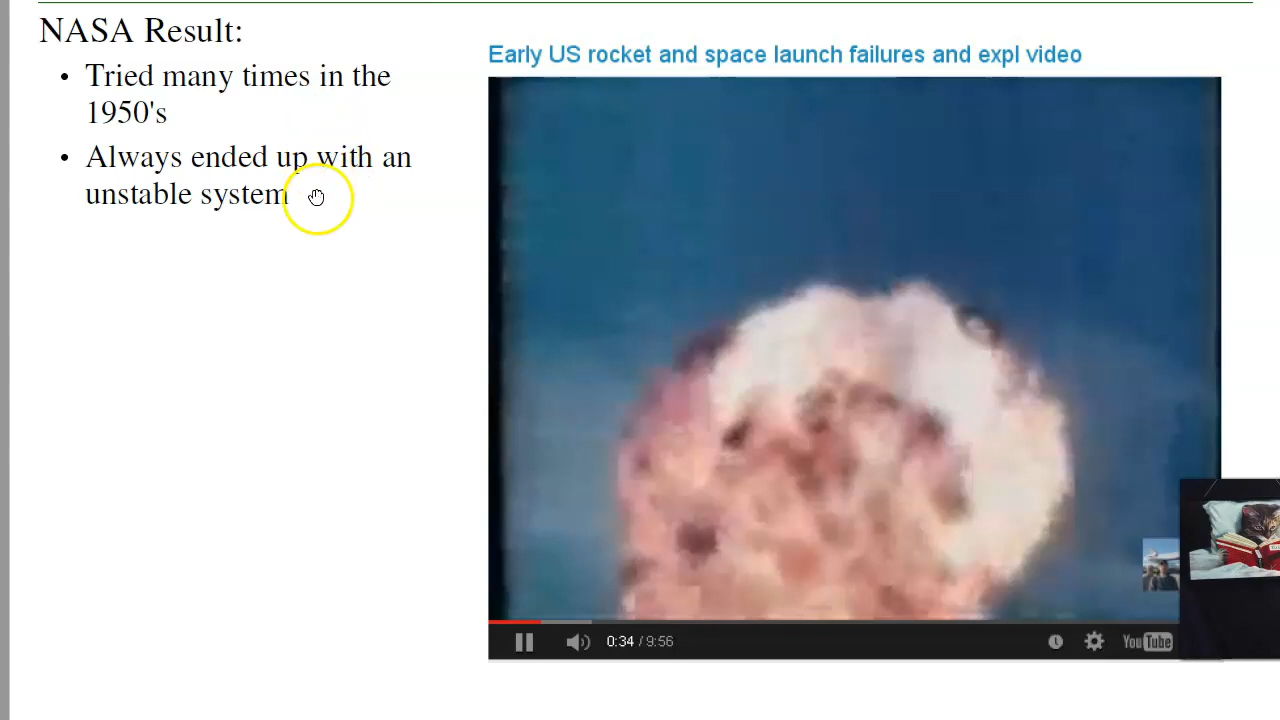 NASA Result:
• Tried many times in the
1950's
• Always ended up with an
unstable system
Early US rocket and space launch failures and expl video
0:34 / 9:56
YouTube